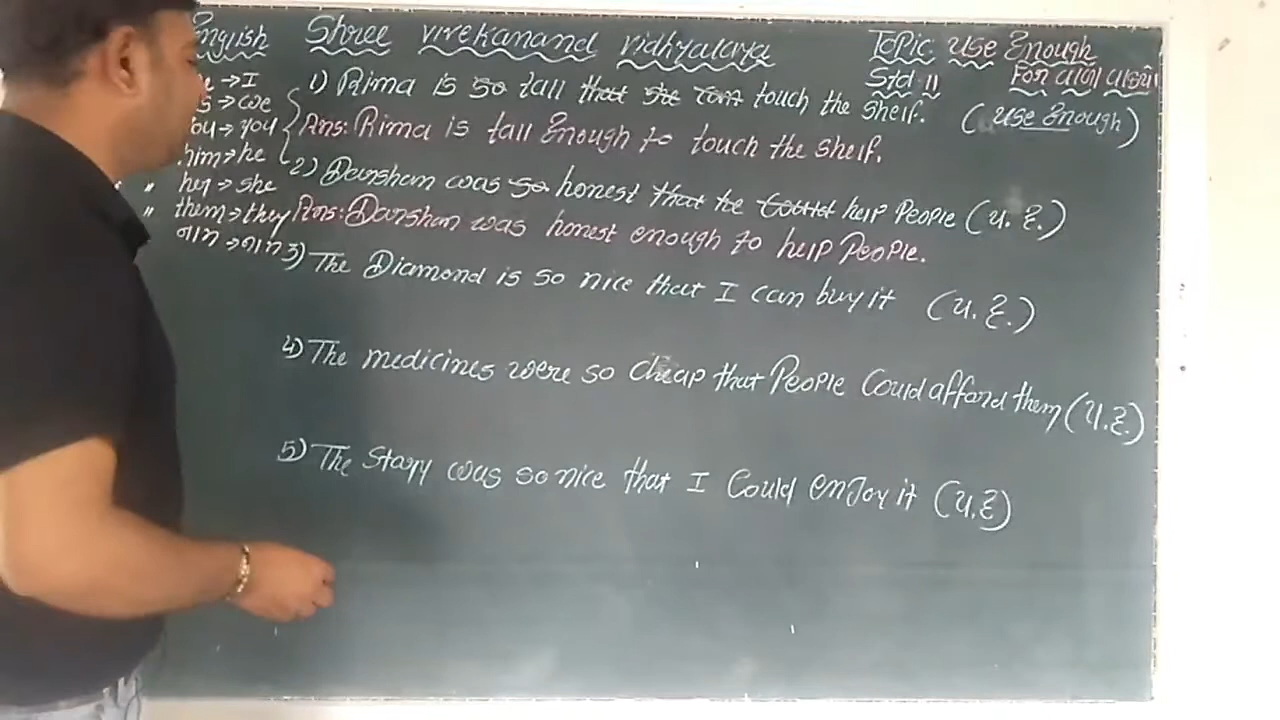 English Shree vivekanand vidhyalaya Topic: Use Enough
Std 11 For વાળા વાક્યો
→ I
→ we
You → you
him → he
" her → she
" them → they
નામ → નામ
1) Rima is so tall that she can touch the shelf. (use Enough)
Ans: Rima is tall Enough to touch the shelf.
2) Darshan was so honest that he could help People (U. E.)
Ans: Darshan was honest enough to help People.
3) The Diamond is so nice that I can buy it (U. E.)
4) The medicines were so cheap that People Could afford them (U.E.)
5) The Story was so nice that I Could enjoy it (U.E)